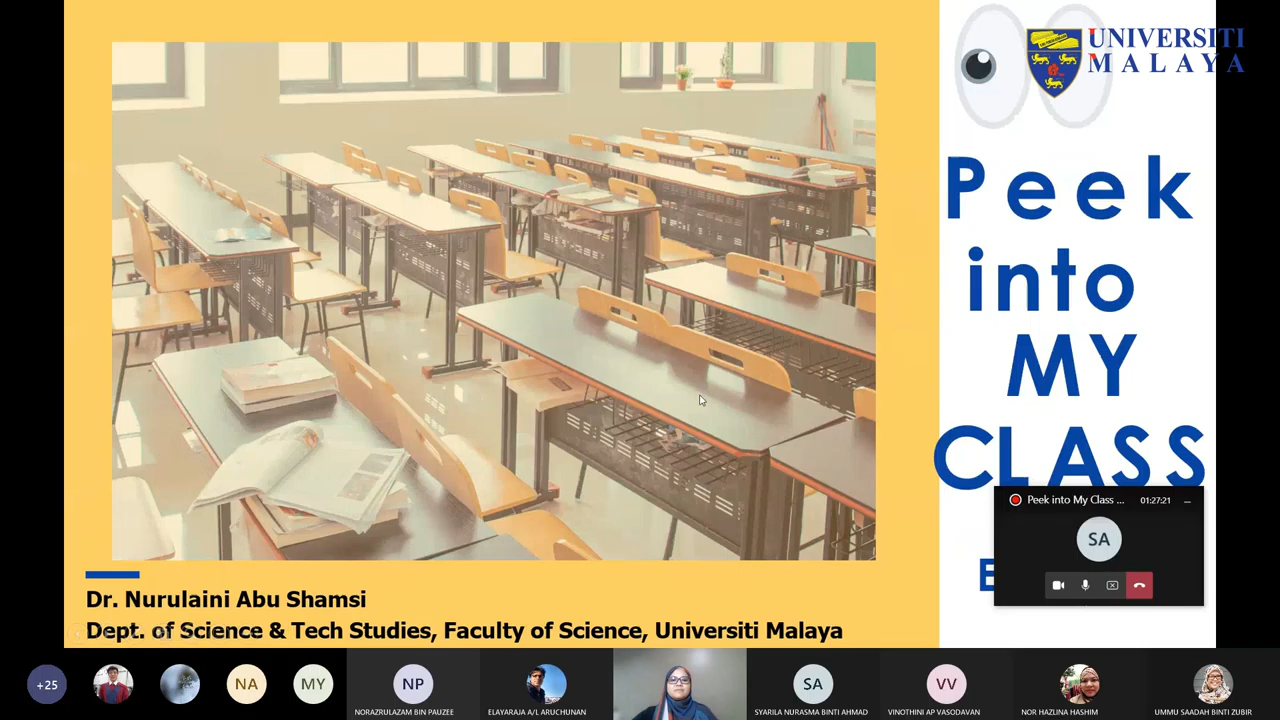 UNIVERSITI
MALAYA
Peek
into
MY
CLASS
Peek into My Class ...
01:27:21
SA
Dr. Nurulaini Abu Shamsi
Dept. of Science & Tech Studies, Faculty of Science, Universiti Malaya
+25
NA
MY
NP
NORAZRULAZAM BIN PAUZEE
ELAYARAJA A/L ARUCHUNAN
SA
SYARILA NURASMA BINTI AHMAD
VV
VINOTHINI AP VASODAVAN
NOR HAZLINA HASHIM
UMMU SAADAH BINTI ZUBIR